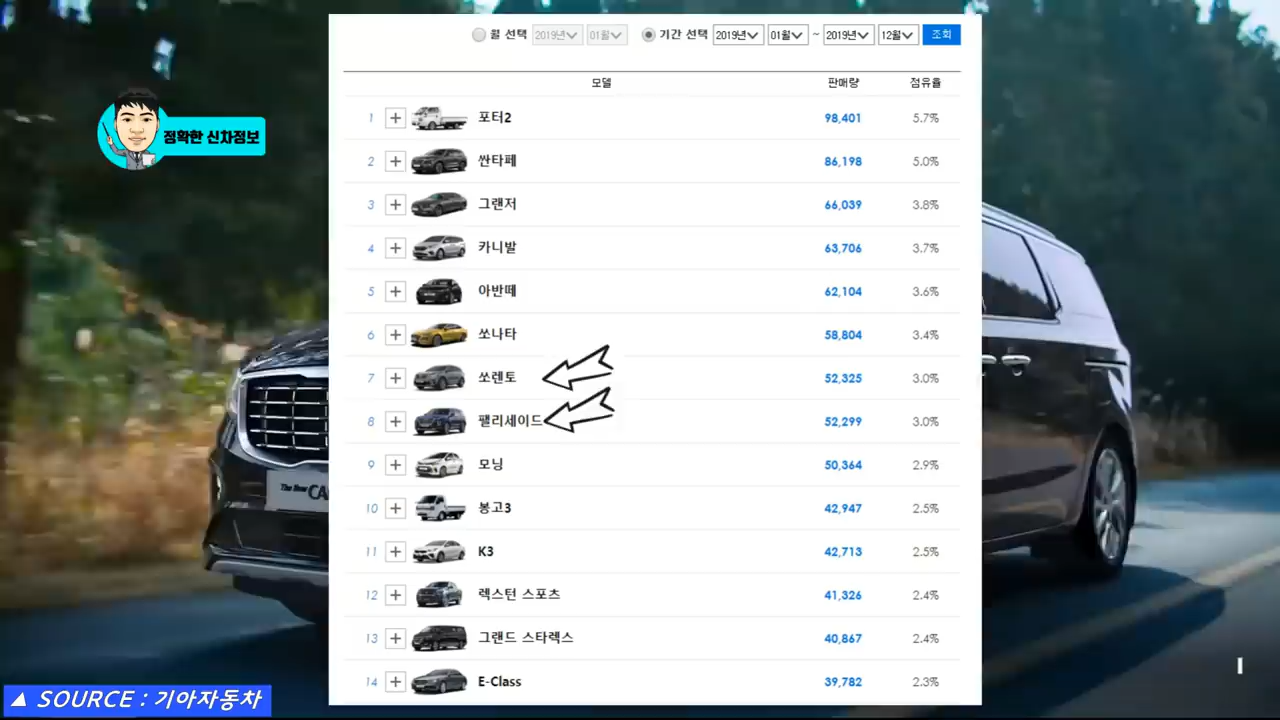 월 선택 2019년 01월 기간 선택 2019년 01월 ~ 2019년 12월 조회
모델 판매량 점유율
1 + 포터2 98,401 5.7%
정확한 신차정보
2 + 싼타페 86,198 5.0%
3 + 그랜저 66,039 3.8%
4 + 카니발 63,706 3.7%
5 + 아반떼 62,104 3.6%
6 + 쏘나타 58,804 3.4%
7 + 쏘렌토 52,325 3.0%
8 + 팰리세이드 52,299 3.0%
9 + 모닝 50,364 2.9%
The New CA
10 + 봉고3 42,947 2.5%
11 + K3 42,713 2.5%
12 + 렉스턴 스포츠 41,326 2.4%
13 + 그랜드 스타렉스 40,867 2.4%
14 + E-Class 39,782 2.3%
▲ SOURCE : 기아자동차